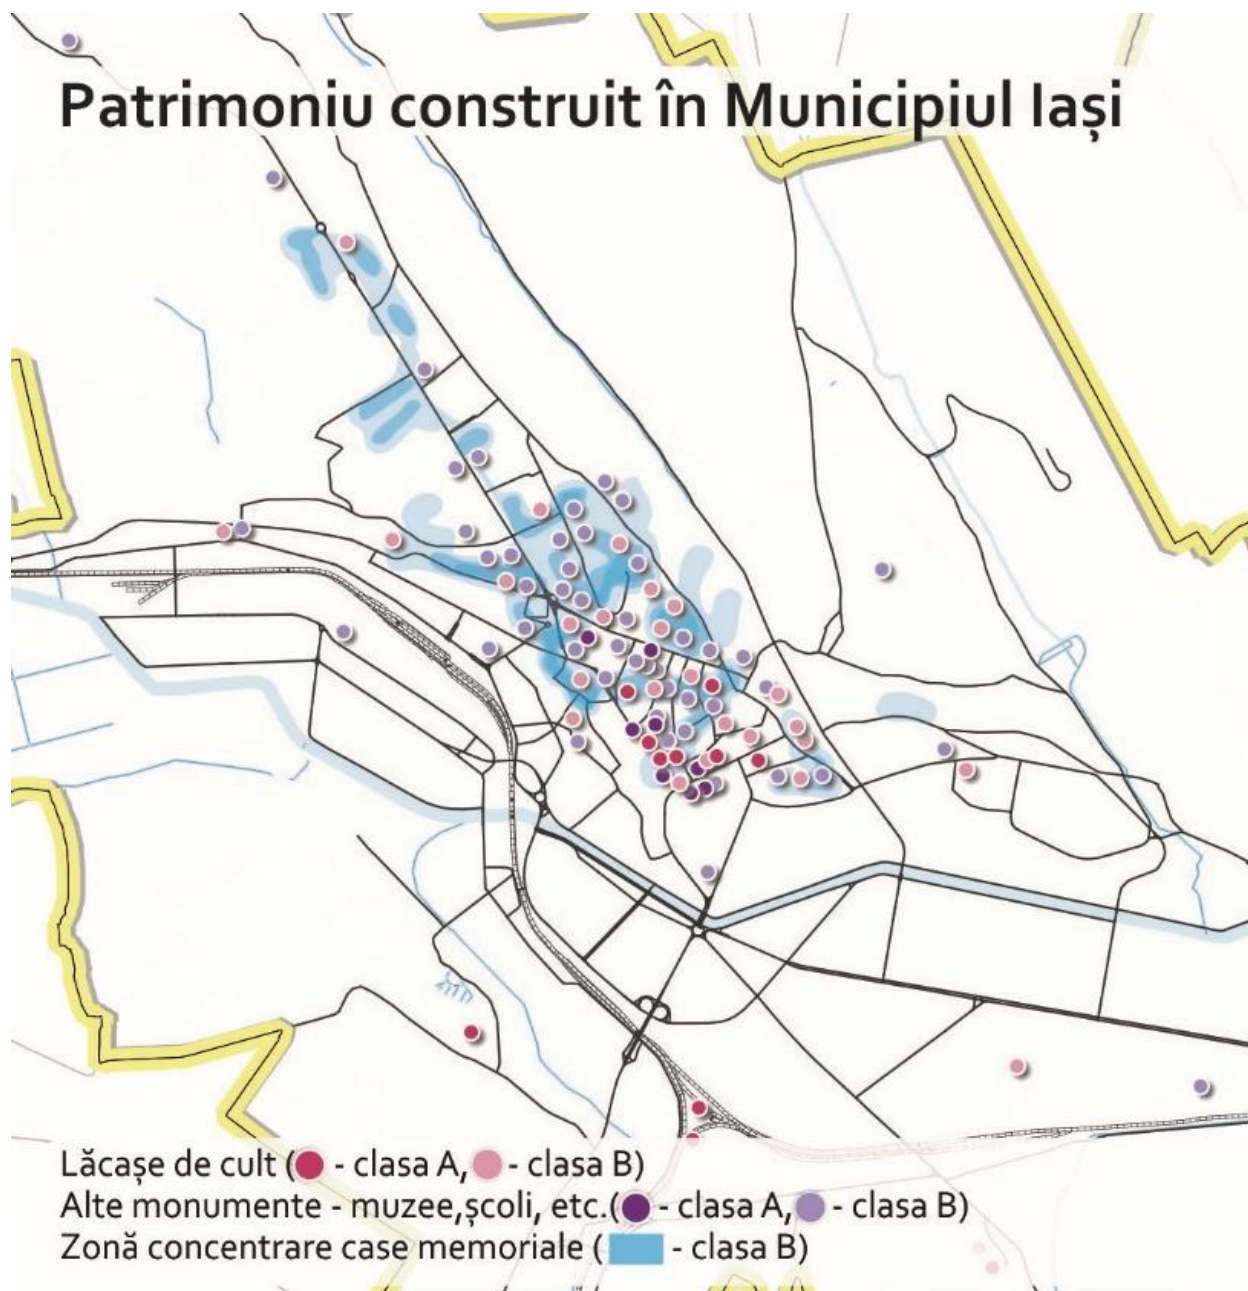 Patrimoniu construit în Municipiul Iași
Lăcașe de cult ( - clasa A, - clasa B)
Alte monumente - muzee,școli, etc.( - clasa A, - clasa B)
Zonă concentrare case memoriale ( - clasa B)